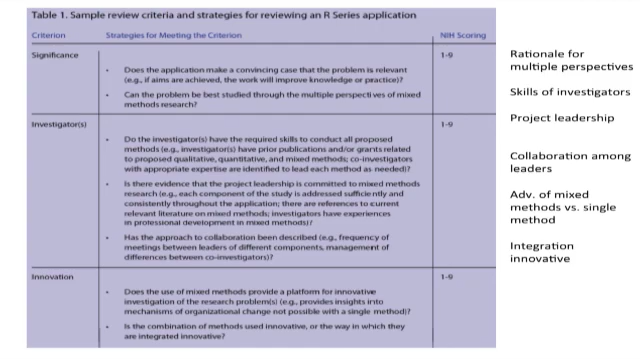 Table 1. Sample review criteria and strategies for reviewing an R Series application
Criterion Strategies for Meeting the Criterion NIH Scoring
Significance 1-9
• Does the application make a convincing case that the problem is relevant
(e.g., if aims are achieved, the work will improve knowledge or practice)?
• Can the problem be best studied through the multiple perspectives of mixed
methods research?
Investigator(s) 1-9
• Do the investigator(s) have the required skills to conduct all proposed
methods (e.g., investigator(s) have prior publications and/or grants related
to proposed qualitative, quantitative, and mixed methods; co-investigators
with appropriate expertise are identified to lead each method as needed)?
• Is there evidence that the project leadership is committed to mixed methods
research (e.g., each component of the study is addressed sufficiently and
consistently throughout the application; there are references to current
relevant literature on mixed methods; investigators have experiences
in professional development in mixed methods)?
• Has the approach to collaboration been described (e.g., frequency of
meetings between leaders of different components, management of
differences between co-investigators)?
Innovation 1-9
• Does the use of mixed methods provide a platform for innovative
investigation of the research problem(s) (e.g., provides insights into
mechanisms of organizational change not possible with a single method)?
• Is the combination of methods used innovative, or the way in which they
are integrated innovative?
Rationale for
multiple perspectives
Skills of investigators
Project leadership
Collaboration among
leaders
Adv. of mixed
methods vs. single
method
Integration
innovative